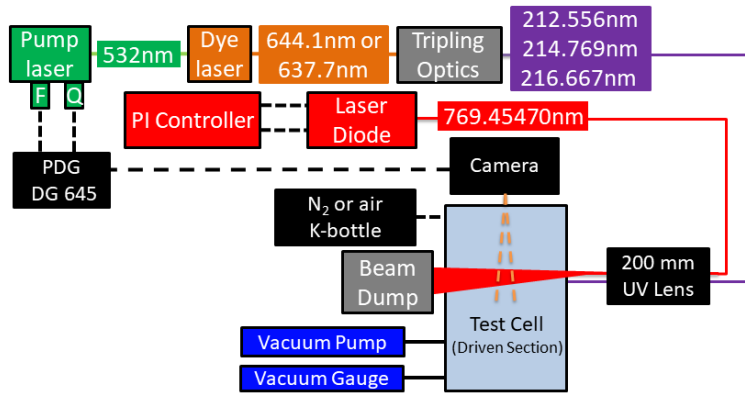 Pump
laser
532nm
Dye
laser
644.1nm or
637.7nm
Tripling
Optics
212.556nm
214.769nm
216.667nm
F
Q
PI Controller
Laser
Diode
769.45470nm
PDG
DG 645
Camera
N₂ or air
K-bottle
Beam
Dump
200 mm
UV Lens
Test Cell
(Driven Section)
Vacuum Pump
Vacuum Gauge